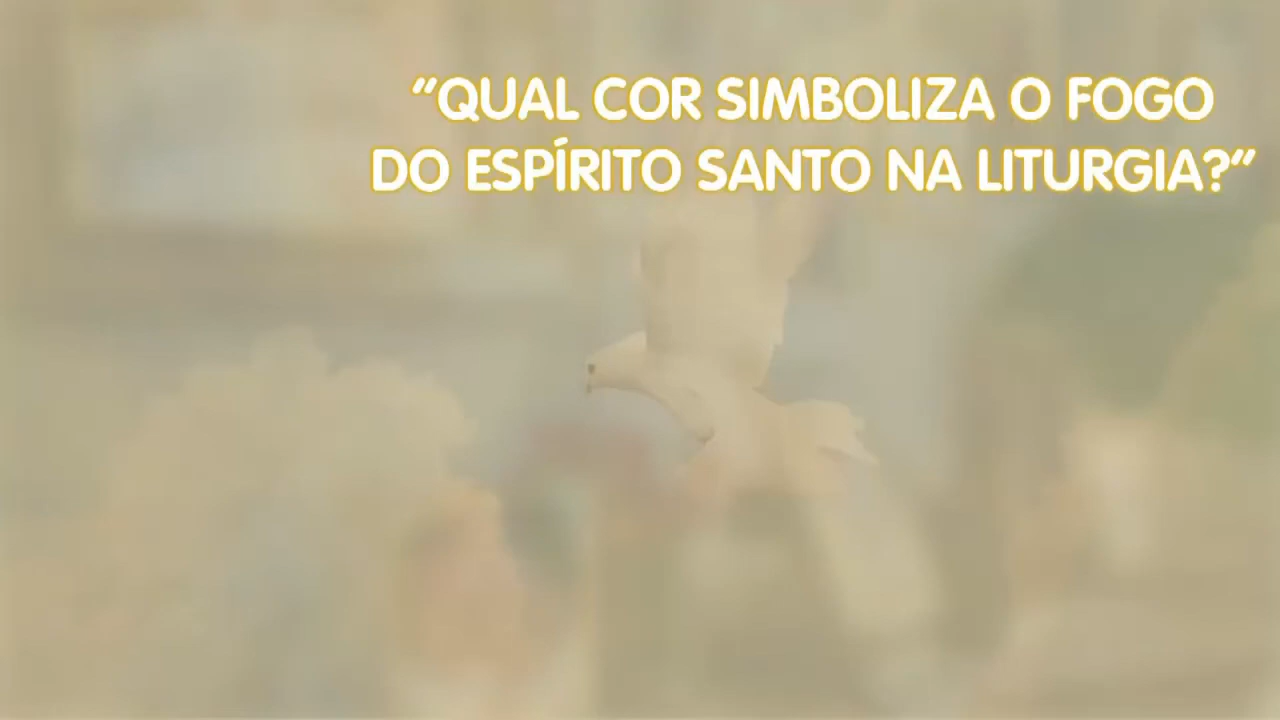 “QUAL COR SIMBOLIZA O FOGO
DO ESPÍRITO SANTO NA LITURGIA?”